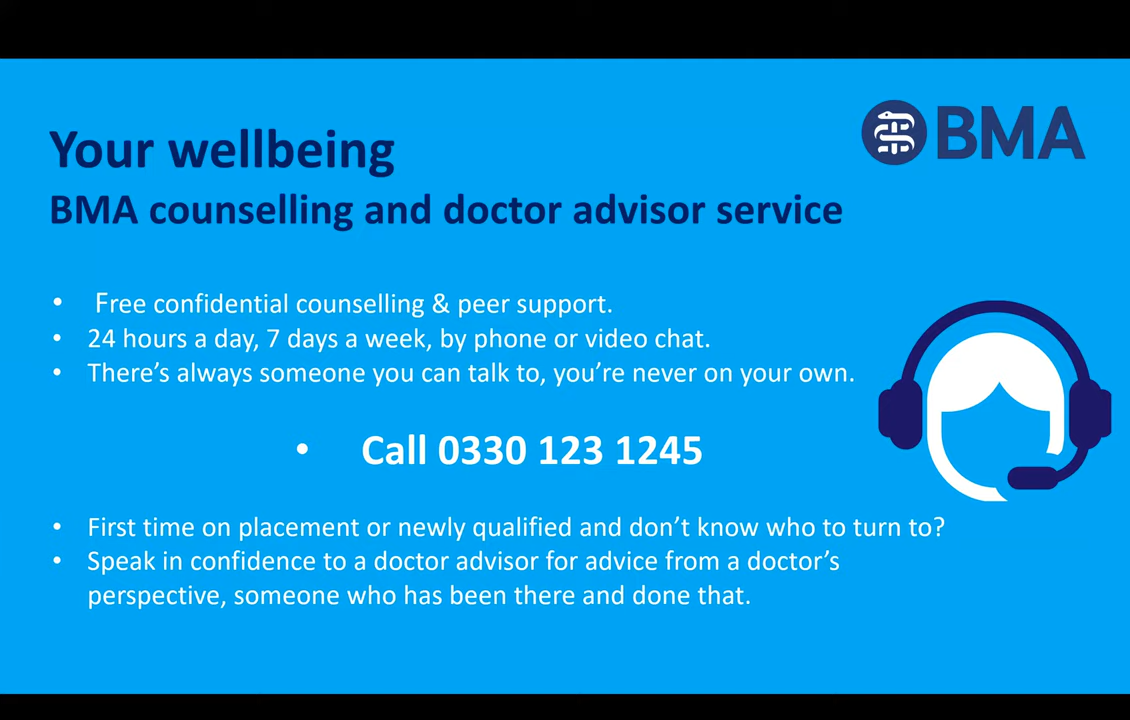 BMA
Your wellbeing
BMA counselling and doctor advisor service
• Free confidential counselling & peer support.
• 24 hours a day, 7 days a week, by phone or video chat.
• There’s always someone you can talk to, you’re never on your own.
• Call 0330 123 1245
• First time on placement or newly qualified and don’t know who to turn to?
• Speak in confidence to a doctor advisor for advice from a doctor’s
perspective, someone who has been there and done that.